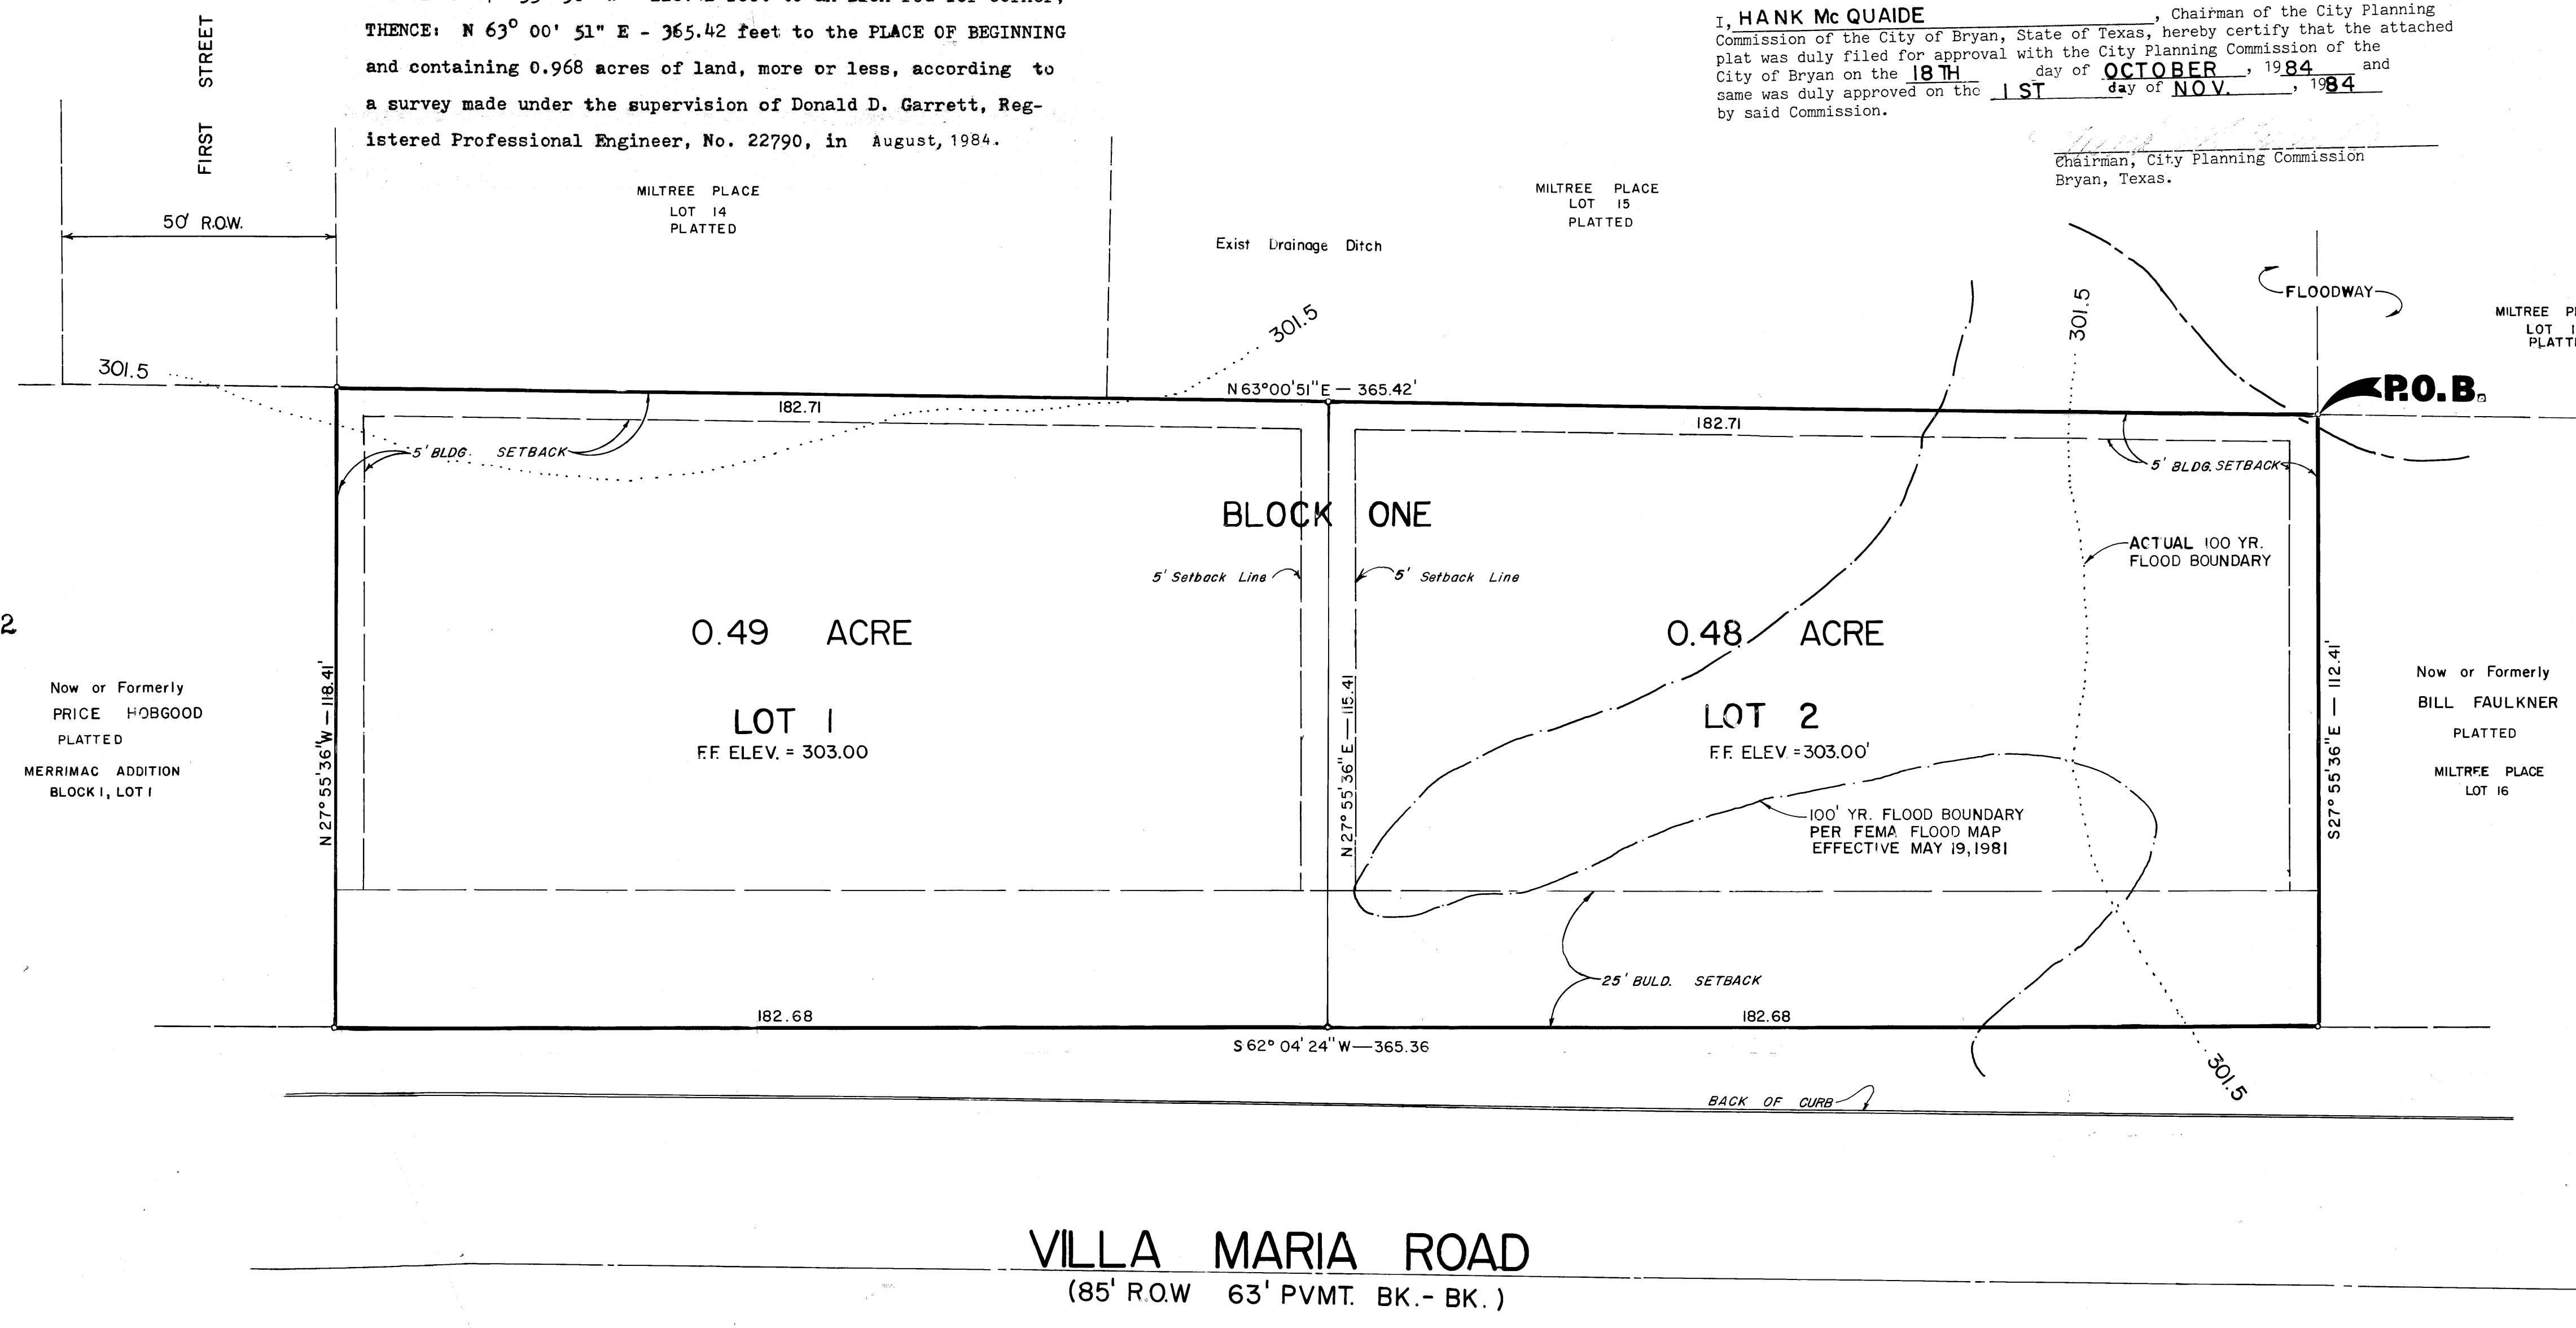 FIRST STREET
THENCE: N 63° 00' 51" E - 365.42 feet to the PLACE OF BEGINNING
and containing 0.968 acres of land, more or less, according to
a survey made under the supervision of Donald D. Garrett, Reg-
istered Professional Engineer, No. 22790, in August, 1984.
I, HANK Mc QUAIDE, Chairman of the City Planning
Commission of the City of Bryan, State of Texas, hereby certify that the attached
plat was duly filed for approval with the City Planning Commission of the
City of Bryan on the 18TH day of OCTOBER, 1984 and
same was duly approved on the 1ST day of NOV., 1984
by said Commission.
Chairman, City Planning Commission
Bryan, Texas.
50' R.O.W.
MILTREE PLACE
LOT 14
PLATTED
Exist Drainage Ditch
MILTREE PLACE
LOT 15
PLATTED
FLOODWAY
MILTREE
LOT
301.5
301.5
301.5
N 63°00'51"E — 365.42'
P.O.B.
182.71
182.71
5' BLDG. SETBACK
5' BLDG. SETBACK
BLOCK ONE
ACTUAL 100 YR.
FLOOD BOUNDARY
5' Setback Line
5' Setback Line
2
0.49 ACRE
0.48 ACRE
LOT 1
F.F. ELEV. = 303.00
LOT 2
F.F. ELEV. =303.00'
Now or Formerly
PRICE HOBGOOD
PLATTED
MERRIMAC ADDITION
BLOCK 1, LOT 1
N 27° 55'36"W — 118.41'
N 27° 55'36"E — 115.41
S 27° 55'36"E — 112.41'
Now or Formerly
BILL FAULKNER
PLATTED
MILTREE PLACE
LOT 16
100' YR. FLOOD BOUNDARY
PER FEMA FLOOD MAP
EFFECTIVE MAY 19, 1981
25' BULD. SETBACK
182.68
182.68
S 62° 04' 24" W — 365.36
301.5
BACK OF CURB
VILLA MARIA ROAD
(85' R.O.W 63' PVMT. BK.- BK.)